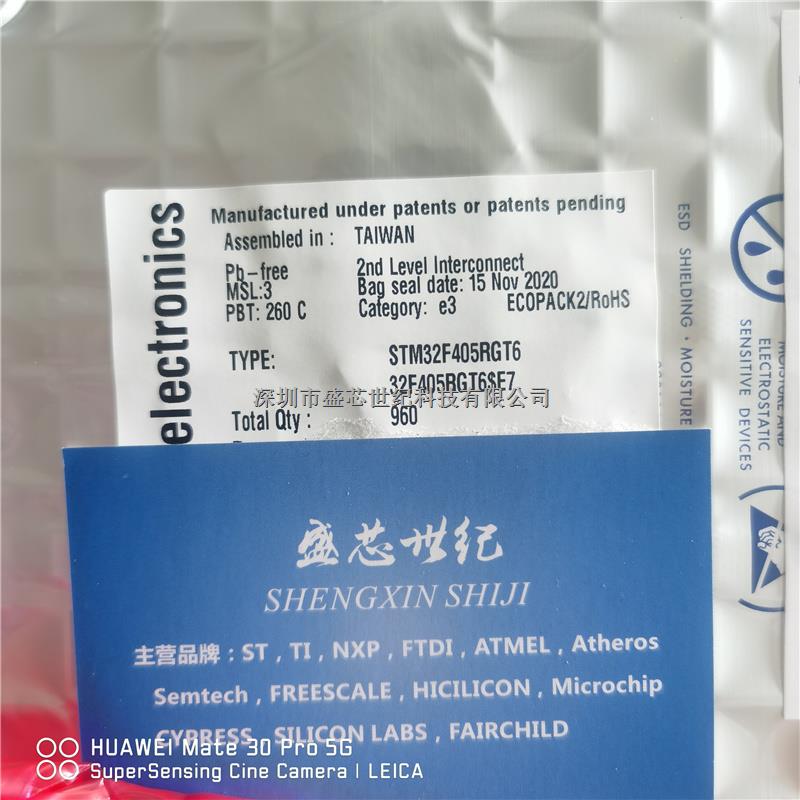 electronics
Manufactured under patents or patents pending
Assembled in : TAIWAN
Pb-free 2nd Level Interconnect
MSL:3 Bag seal date: 15 Nov 2020
PBT: 260 C Category: e3 ECOPACK2/RoHS
TYPE: STM32F405RGT6
32F405RGT6$E7
深圳市盛芯世纪科技有限公司
Total Qty : 960
ESD SHIELDING · MOISTURE
MOISTURE AND
ELECTROSTATIC
SENSITIVE DEVICES
盛芯世纪
SHENGXIN SHIJI
主营品牌：ST，TI，NXP，FTDI，ATMEL，Atheros
Semtech，FREESCALE，HICILICON，Microchip
CYPRESS，SILICON LABS，FAIRCHILD
HUAWEI Mate 30 Pro 5G
SuperSensing Cine Camera | LEICA